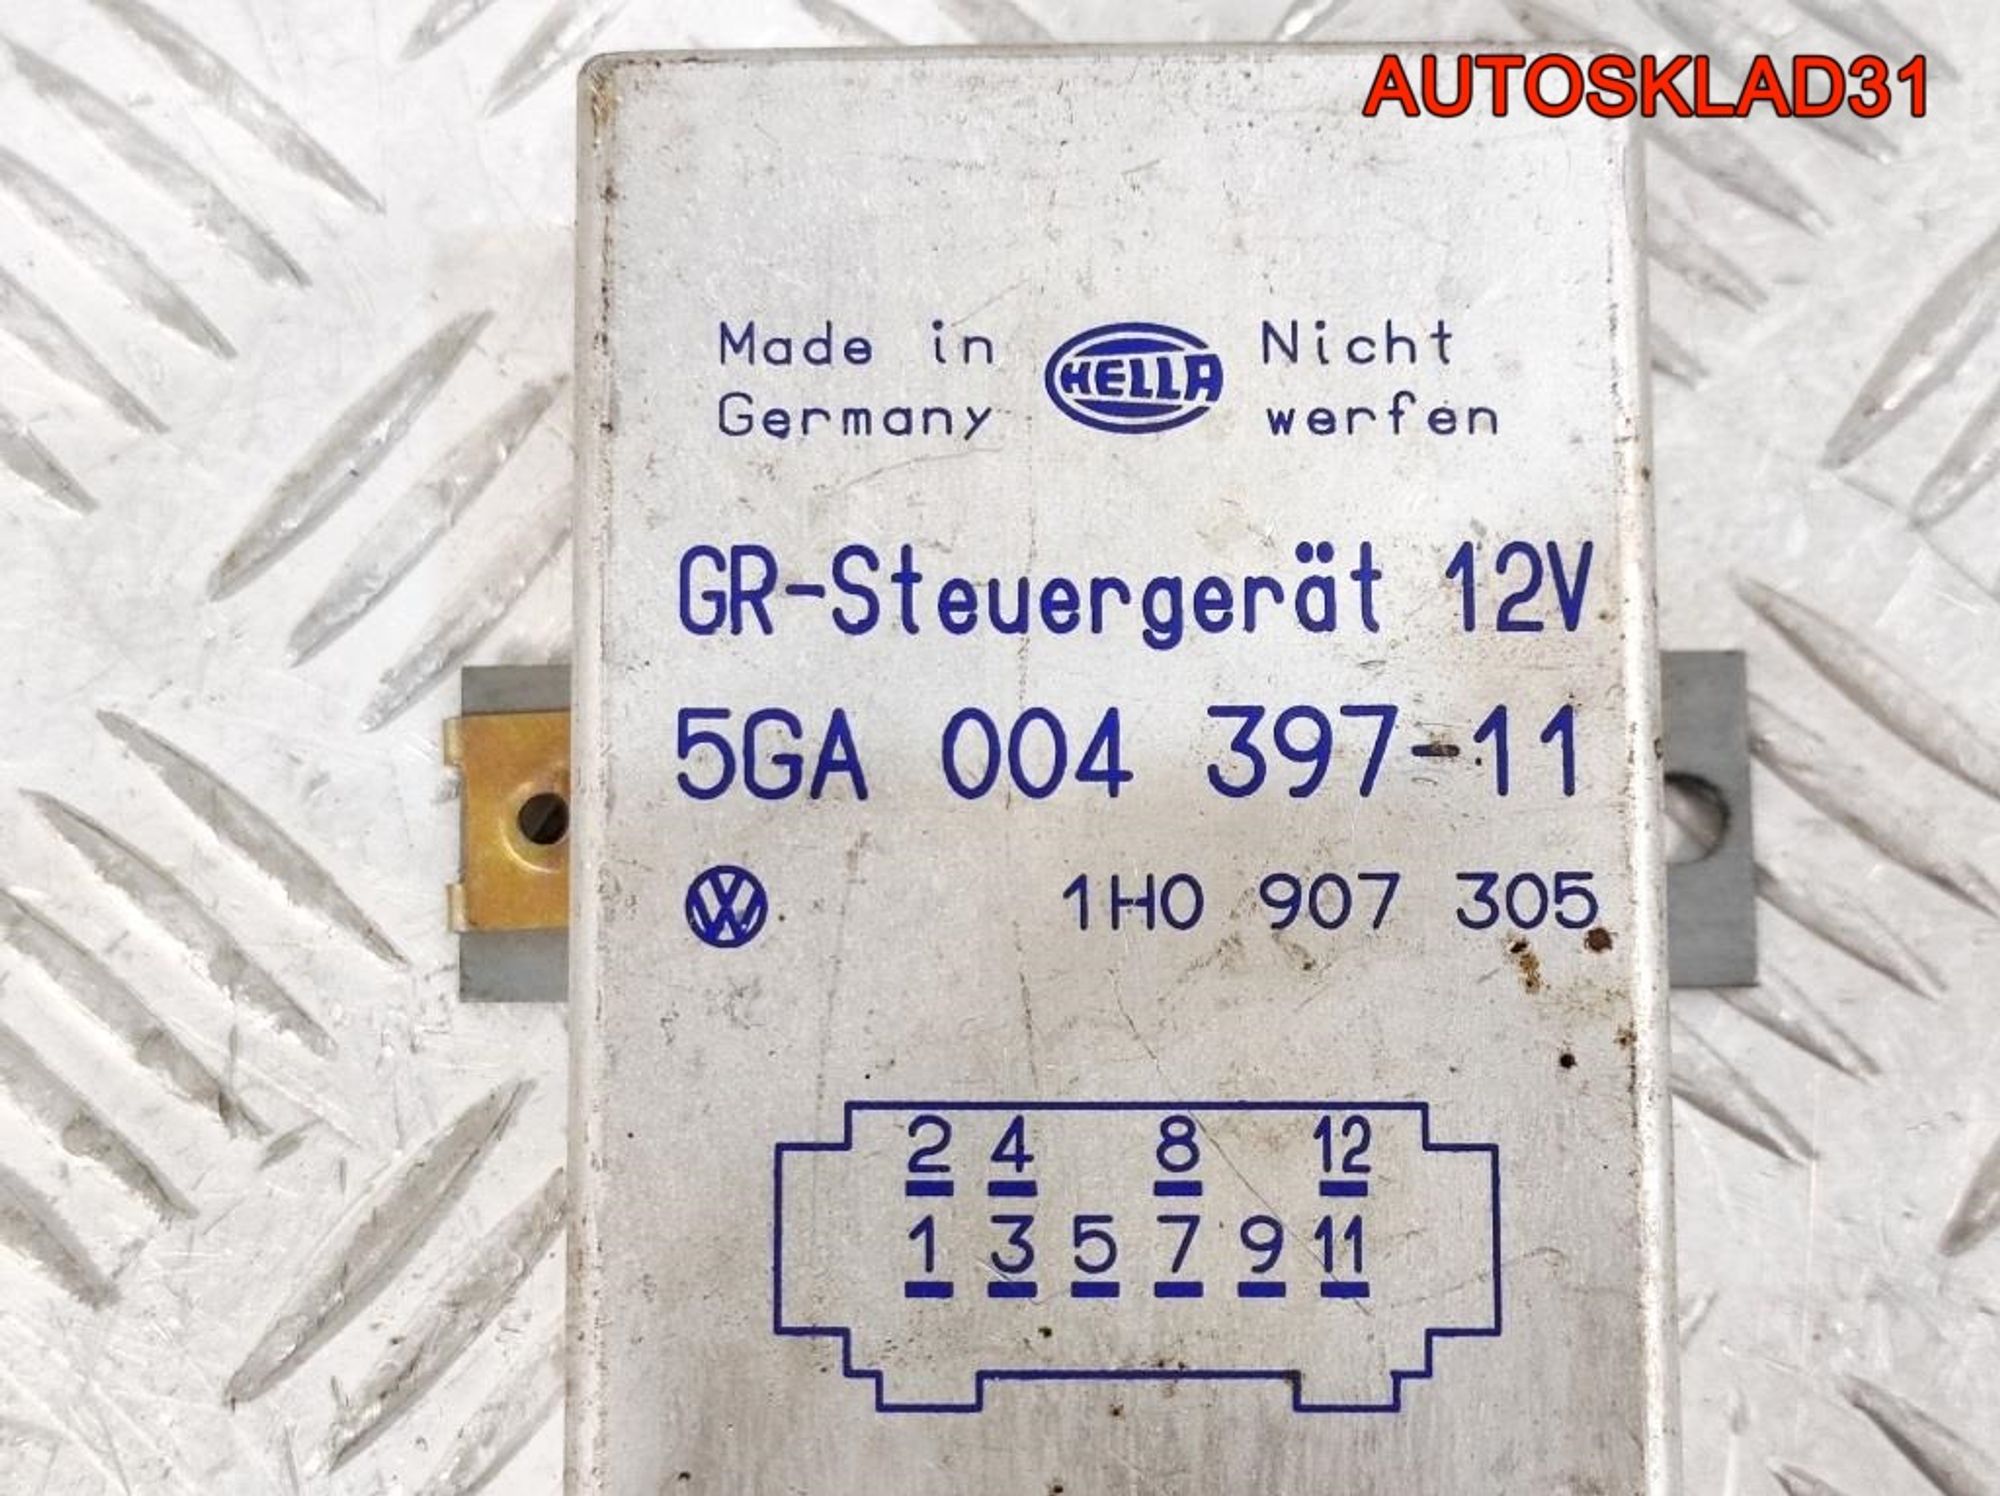 AUTOSKLAD31
Made in HELLA Nicht
Germany werfen
GR-Steuergerät 12V
5GA 004 397-11
VW 1H0 907 305
2 4 8 12
1 3 5 7 9 11